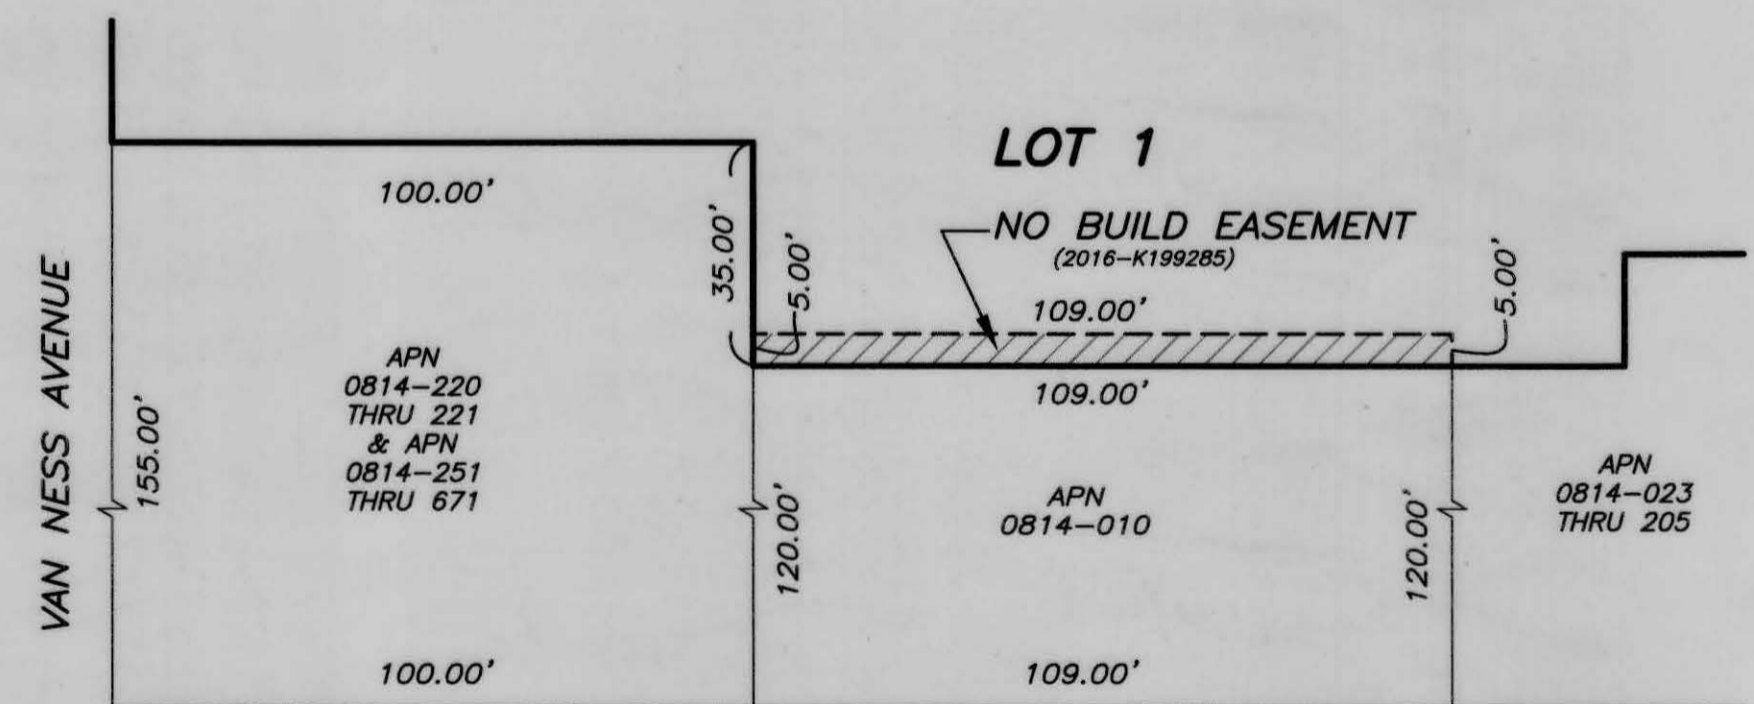 LOT 1
100.00'
NO BUILD EASEMENT
(2016-K199285)
35.00'
5.00'
109.00'
5.00'
VAN NESS AVENUE
155.00'
APN
0814-220
THRU 221
& APN
0814-251
THRU 671
109.00'
120.00'
APN
0814-010
120.00'
APN
0814-023
THRU 205
100.00'
109.00'